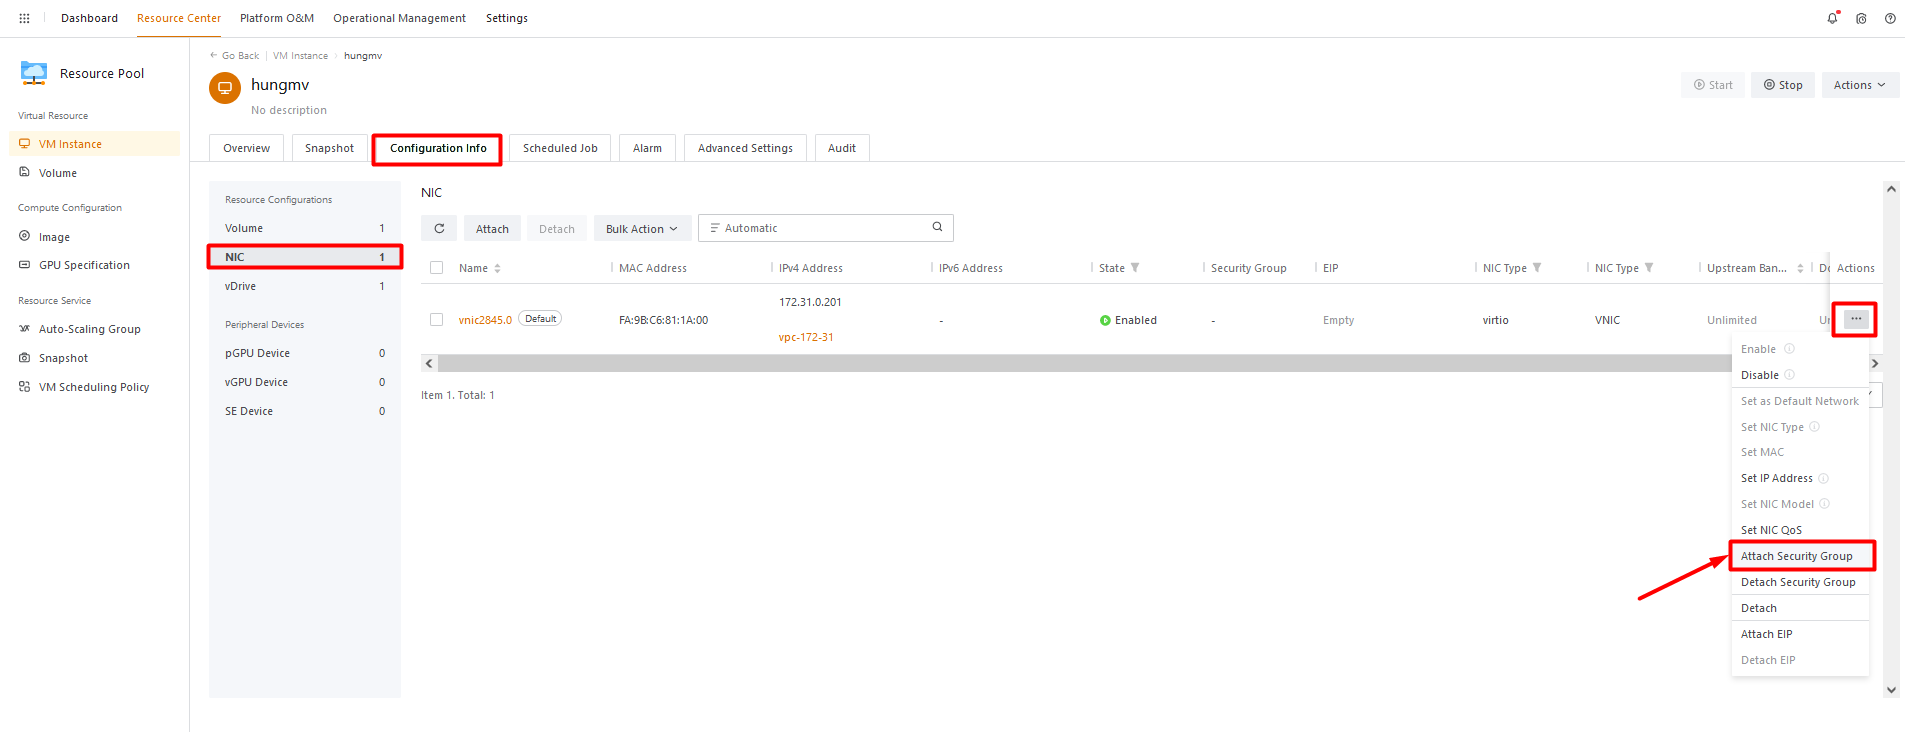 Dashboard Resource Center Platform O&M Operational Management Settings
Resource Pool
Virtual Resource
VM Instance
Volume
Compute Configuration
Image
GPU Specification
Resource Service
Auto-Scaling Group
Snapshot
VM Scheduling Policy
Go Back VM Instance hungmv
hungmv
No description
Start Stop Actions
Overview Snapshot Configuration Info Scheduled Job Alarm Advanced Settings Audit
Resource Configurations
Volume 1
NIC 1
vDrive 1
Peripheral Devices
pGPU Device 0
vGPU Device 0
SE Device 0
NIC
Attach Detach Bulk Action Automatic
Name MAC Address IPv4 Address IPv6 Address State Security Group EIP NIC Type NIC Type Upstream Ban... Actions
172.31.0.201
vnic2845.0 Default FA:9B:C6:81:1A:00 - Enabled - Empty virtio VNIC Unlimited ...
vpc-172-31
Item 1. Total: 1
Enable
Disable
Set as Default Network
Set NIC Type
Set MAC
Set IP Address
Set NIC Model
Set NIC QoS
Attach Security Group
Detach Security Group
Detach
Attach EIP
Detach EIP